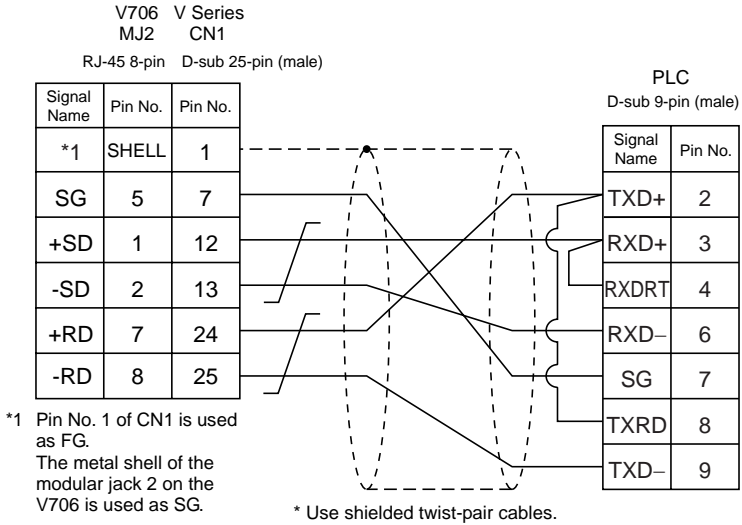 V706 V Series
MJ2 CN1
RJ-45 8-pin D-sub 25-pin (male)
PLC
D-sub 9-pin (male)
Signal Name Pin No. Pin No.
*1 SHELL 1
SG 5 7
+SD 1 12
-SD 2 13
+RD 7 24
-RD 8 25
Signal Name Pin No.
TXD+ 2
RXD+ 3
RXDRT 4
RXD− 6
SG 7
TXRD 8
TXD− 9
*1 Pin No. 1 of CN1 is used
as FG.
The metal shell of the
modular jack 2 on the
V706 is used as SG.
* Use shielded twist-pair cables.